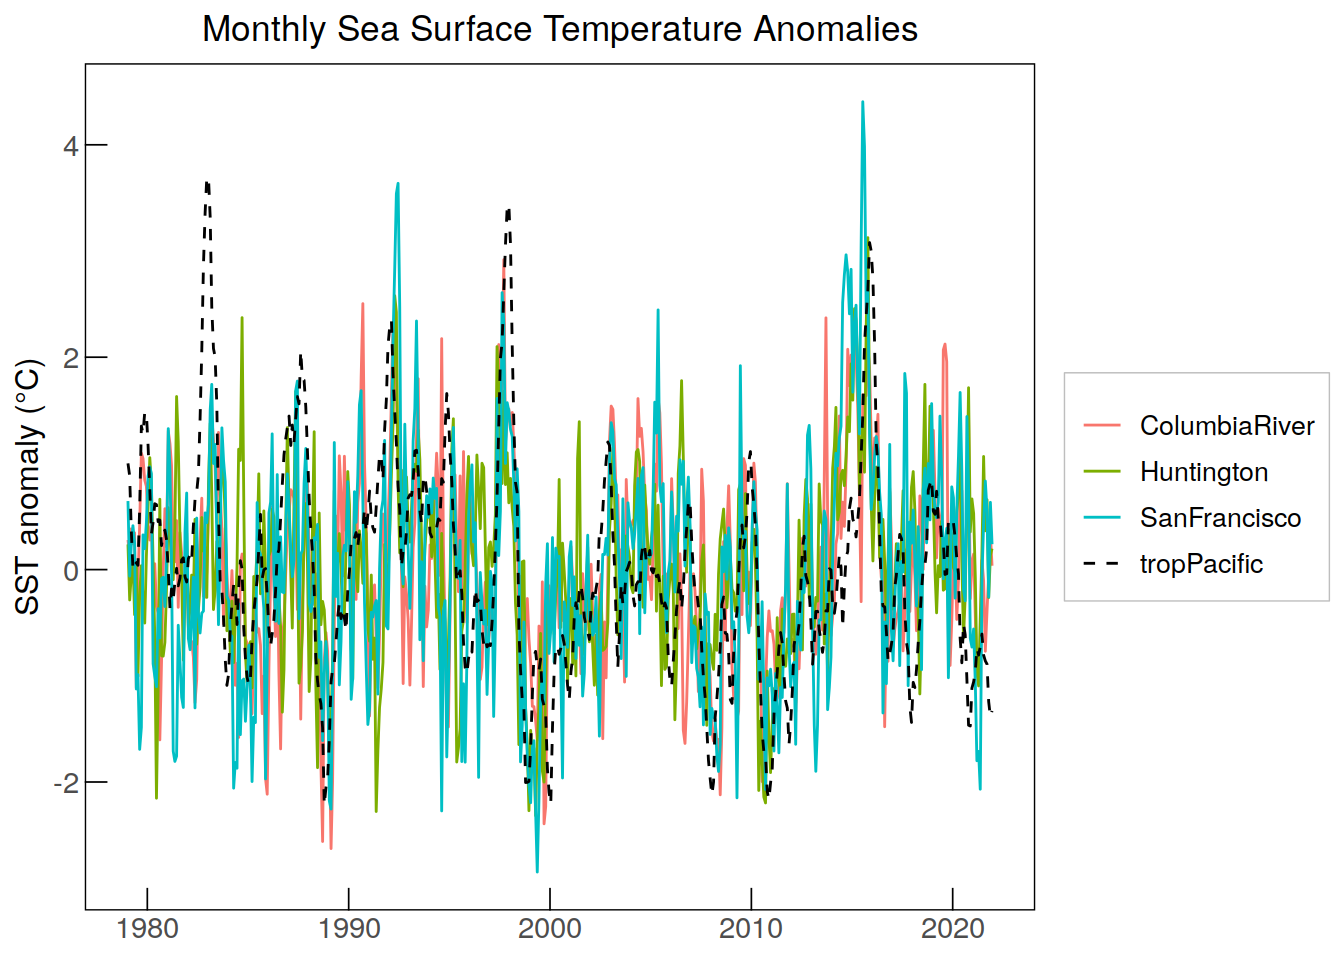 Monthly Sea Surface Temperature Anomalies
SST anomaly (°C)
4
2
0
-2
1980
1990
2000
2010
2020
ColumbiaRiver
Huntington
SanFrancisco
tropPacific